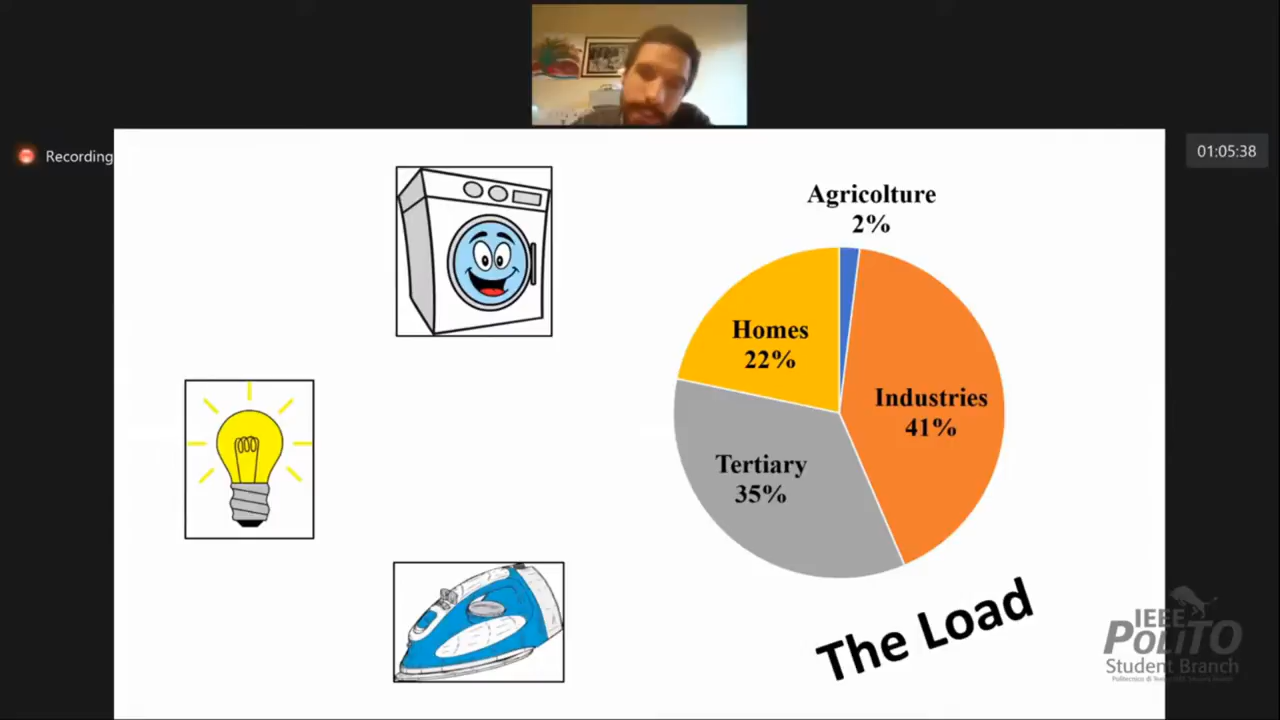 Recording
01:05:38
Agricolture
2%
Homes
22%
Industries
41%
Tertiary
35%
The Load
IEEE
POLITO
Student Branch